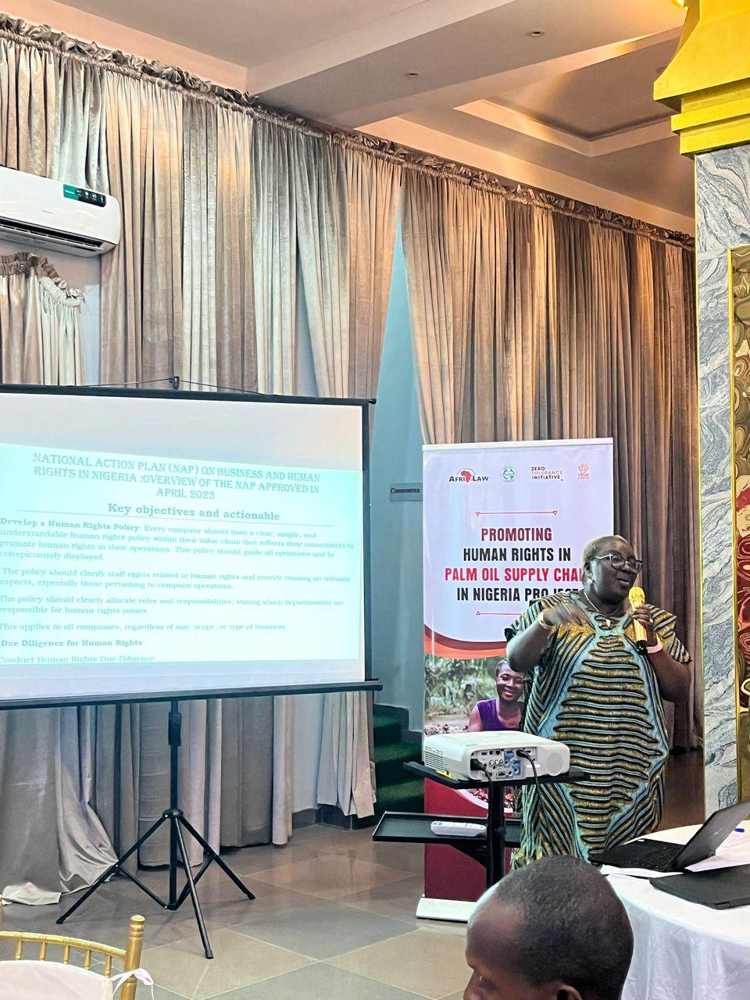 NATIONAL ACTION PLAN (NAP) ON BUSINESS AND HUMAN
RIGHTS IN NIGERIA :OVERVIEW OF THE NAP APPROVED IN
APRIL 2023
Key objectives and actionable
Develop a Human Rights Policy: Every company should have a clear, simple, and
understandable human rights policy within their value chain that reflects their commitment to
promote human rights in their operations. This policy should guide all operations and be
conspicuously displayed.
The policy should clarify staff rights related to human rights and provide training on relevant
aspects, especially those pertaining to company operations.
The policy should clearly allocate roles and responsibilities, stating which department(s) are
responsible for human rights issues
This applies to all companies, regardless of size, scope, or type of business
Due Diligence for Human Rights
Conduct Human Rights Due Diligence
Convenience
AFRILAW
ZERO
TOLERANCE
INITIATIVE
TRUE
PROMOTING
HUMAN RIGHTS IN
PALM OIL SUPPLY CHAI
IN NIGERIA PROJECT